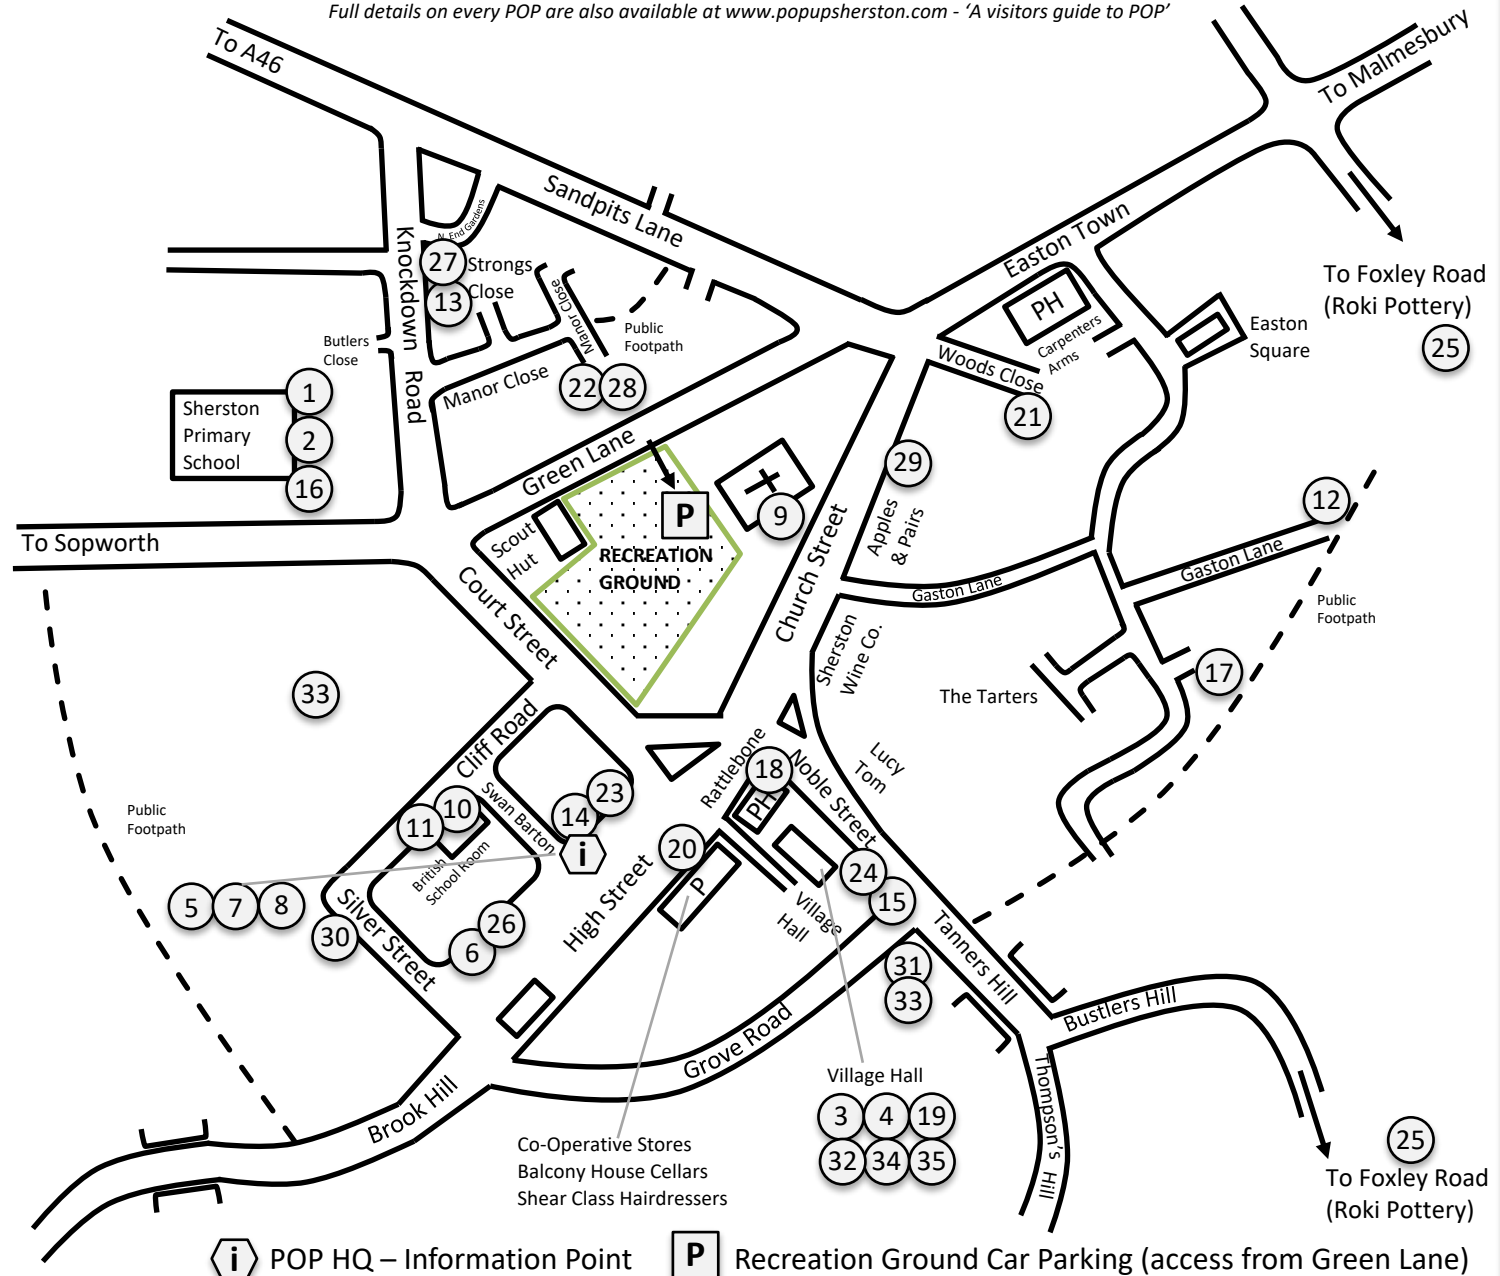 Full details on every POP are also available at www.popupsherston.com - ‘A visitors guide to POP’
To A46
To Malmesbury
Sandpits Lane
N. End Gardens
Knockdown Road
27
Strongs
Close
13
Manor Close
Public
Footpath
Butlers
Close
Manor Close
22
28
Easton Town
PH
Carpenters
Arms
Woods Close
21
Easton
Square
To Foxley Road
(Roki Pottery)
25
Sherston
Primary
School
1
2
16
Green Lane
P
Scout
Hut
RECREATION
GROUND
9
29
Apples
& Pairs
Church Street
12
Gaston Lane
Gaston Lane
Public
Footpath
To Sopworth
Court Street
Sherston
Wine Co.
The Tarters
17
33
Cliff Road
Rattlebone
18
PH
Noble Street
Lucy
Tom
Public
Footpath
11
10
Swan Barton
14
23
i
British
School Room
5
7
8
30
Silver Street
6
26
High Street
20
P
Village
Hall
24
15
Tanners Hill
31
33
Bustlers Hill
Grove Road
Thompson's Hill
Brook Hill
Village Hall
3
4
19
32
34
35
Co-Operative Stores
Balcony House Cellars
Shear Class Hairdressers
25
To Foxley Road
(Roki Pottery)
i POP HQ – Information Point
P Recreation Ground Car Parking (access from Green Lane)